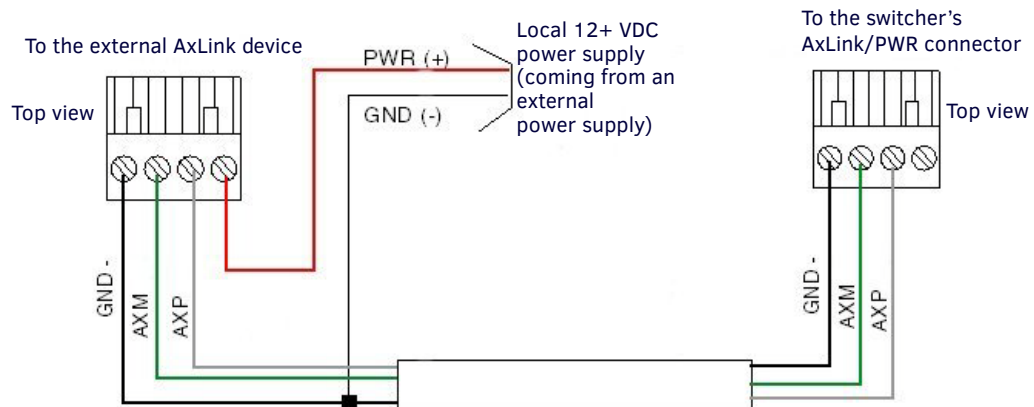 To the external AxLink device
Top view
PWR (+)
GND (-)
Local 12+ VDC
power supply
(coming from an
external
power supply)
To the switcher's
AxLink/PWR connector
Top view
GND -
AXM
AXP
GND -
AXM
AXP